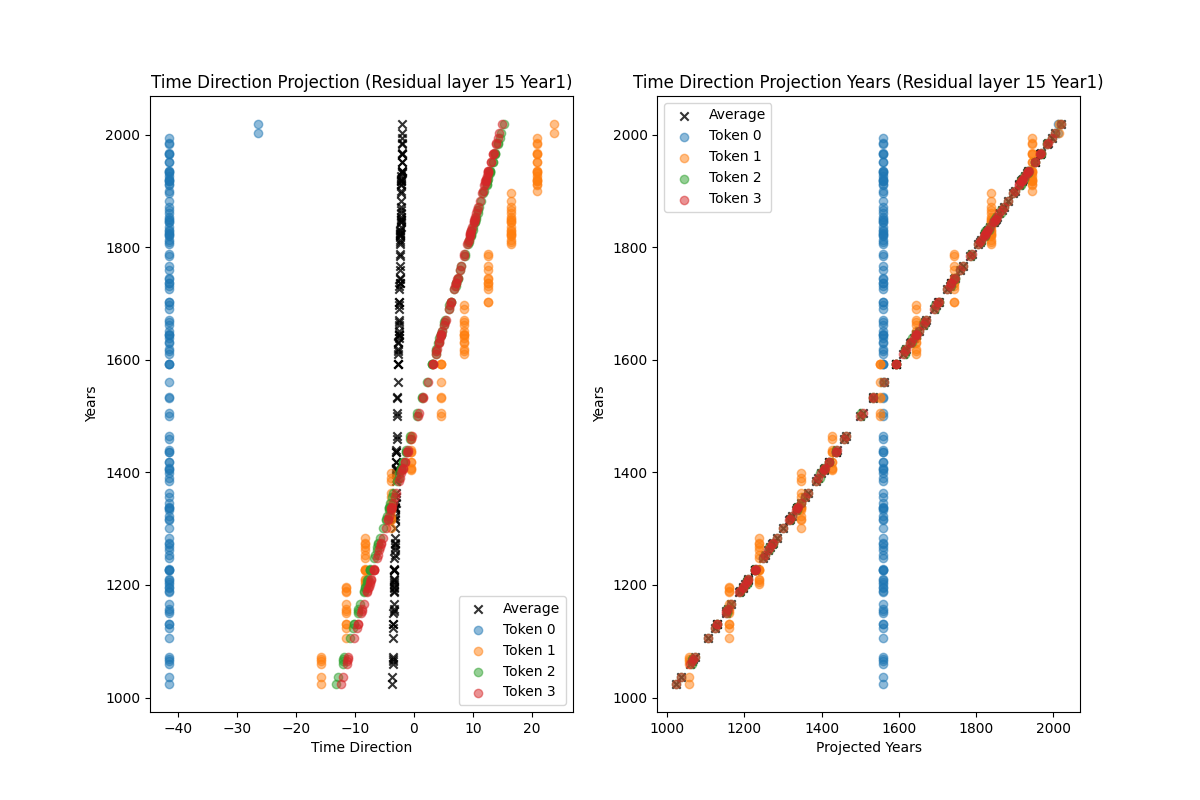 Time Direction Projection (Residual layer 15 Year1)
2000
1800
1600
1400
1200
1000
Years
Average
Token 0
Token 1
Token 2
Token 3
−40
−30
−20
−10
0
10
20
Time Direction
Time Direction Projection Years (Residual layer 15 Year1)
Average
Token 0
Token 1
Token 2
Token 3
2000
1800
1600
1400
1200
1000
Years
1000
1200
1400
1600
1800
2000
Projected Years